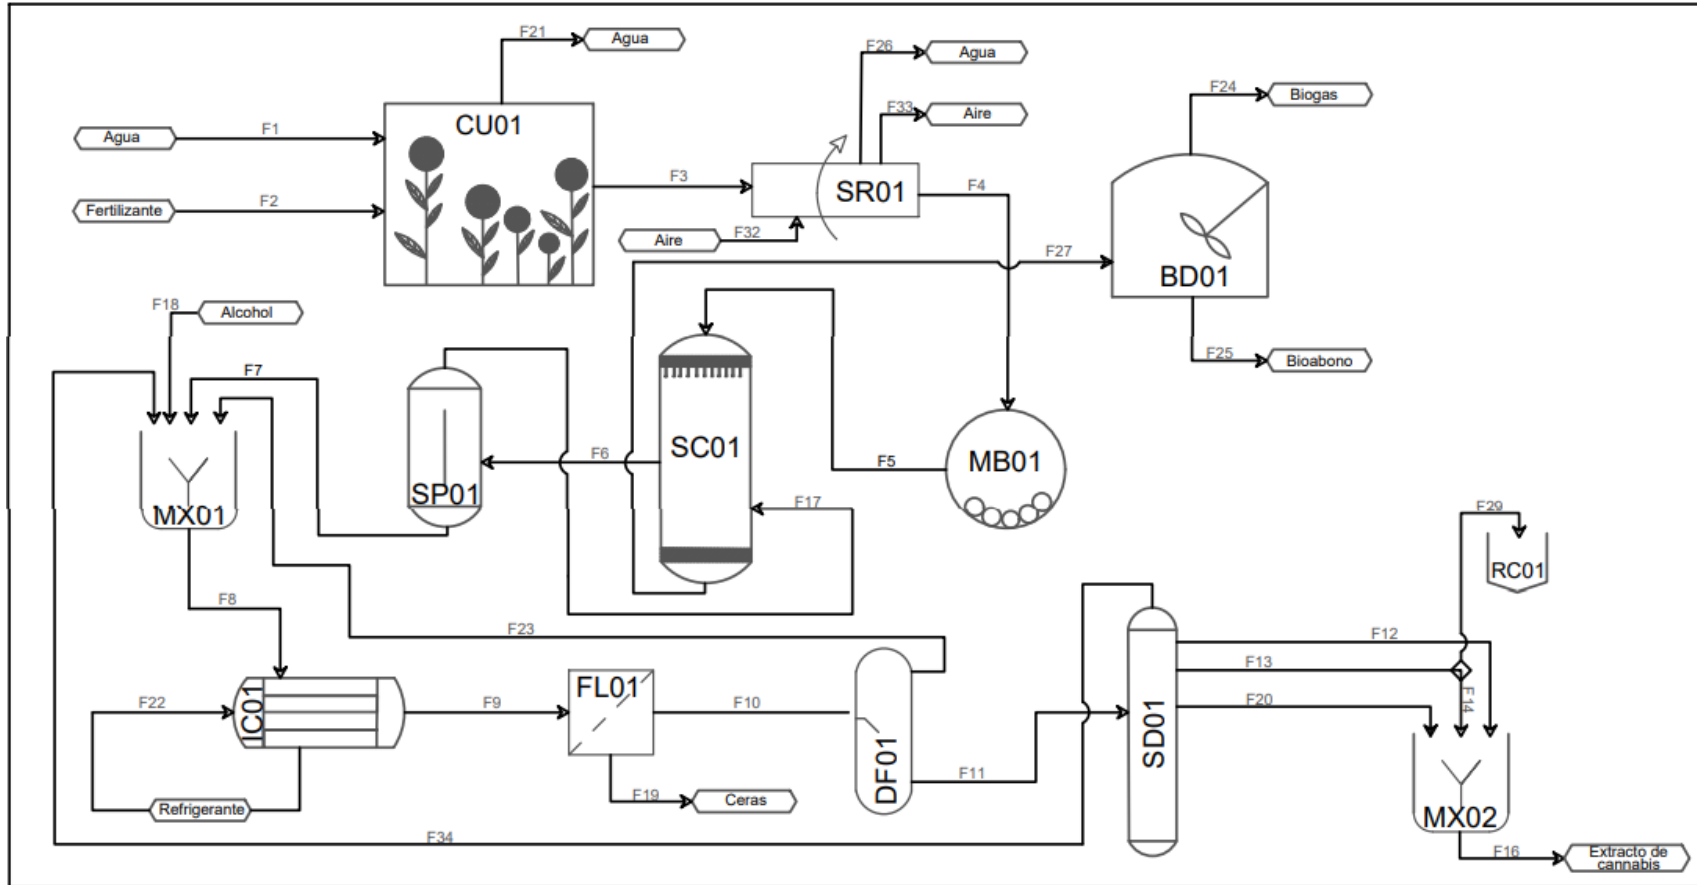 F21
Agua
F26
Agua
F24
Biogas
F33
Aire
CU01
Agua
F1
F3
SR01
F4
Fertilizante
F2
Aire
F32
F27
BD01
F18
Alcohol
F25
Bioabono
F7
SC01
F6
F5
MB01
SP01
F17
MX01
F29
RC01
F8
F23
F12
F13
F14
F20
FL01
F22
IC01
F9
F10
DF01
F11
SD01
Refrigerante
F19
Ceras
MX02
F34
F16
Extracto de
cannabis